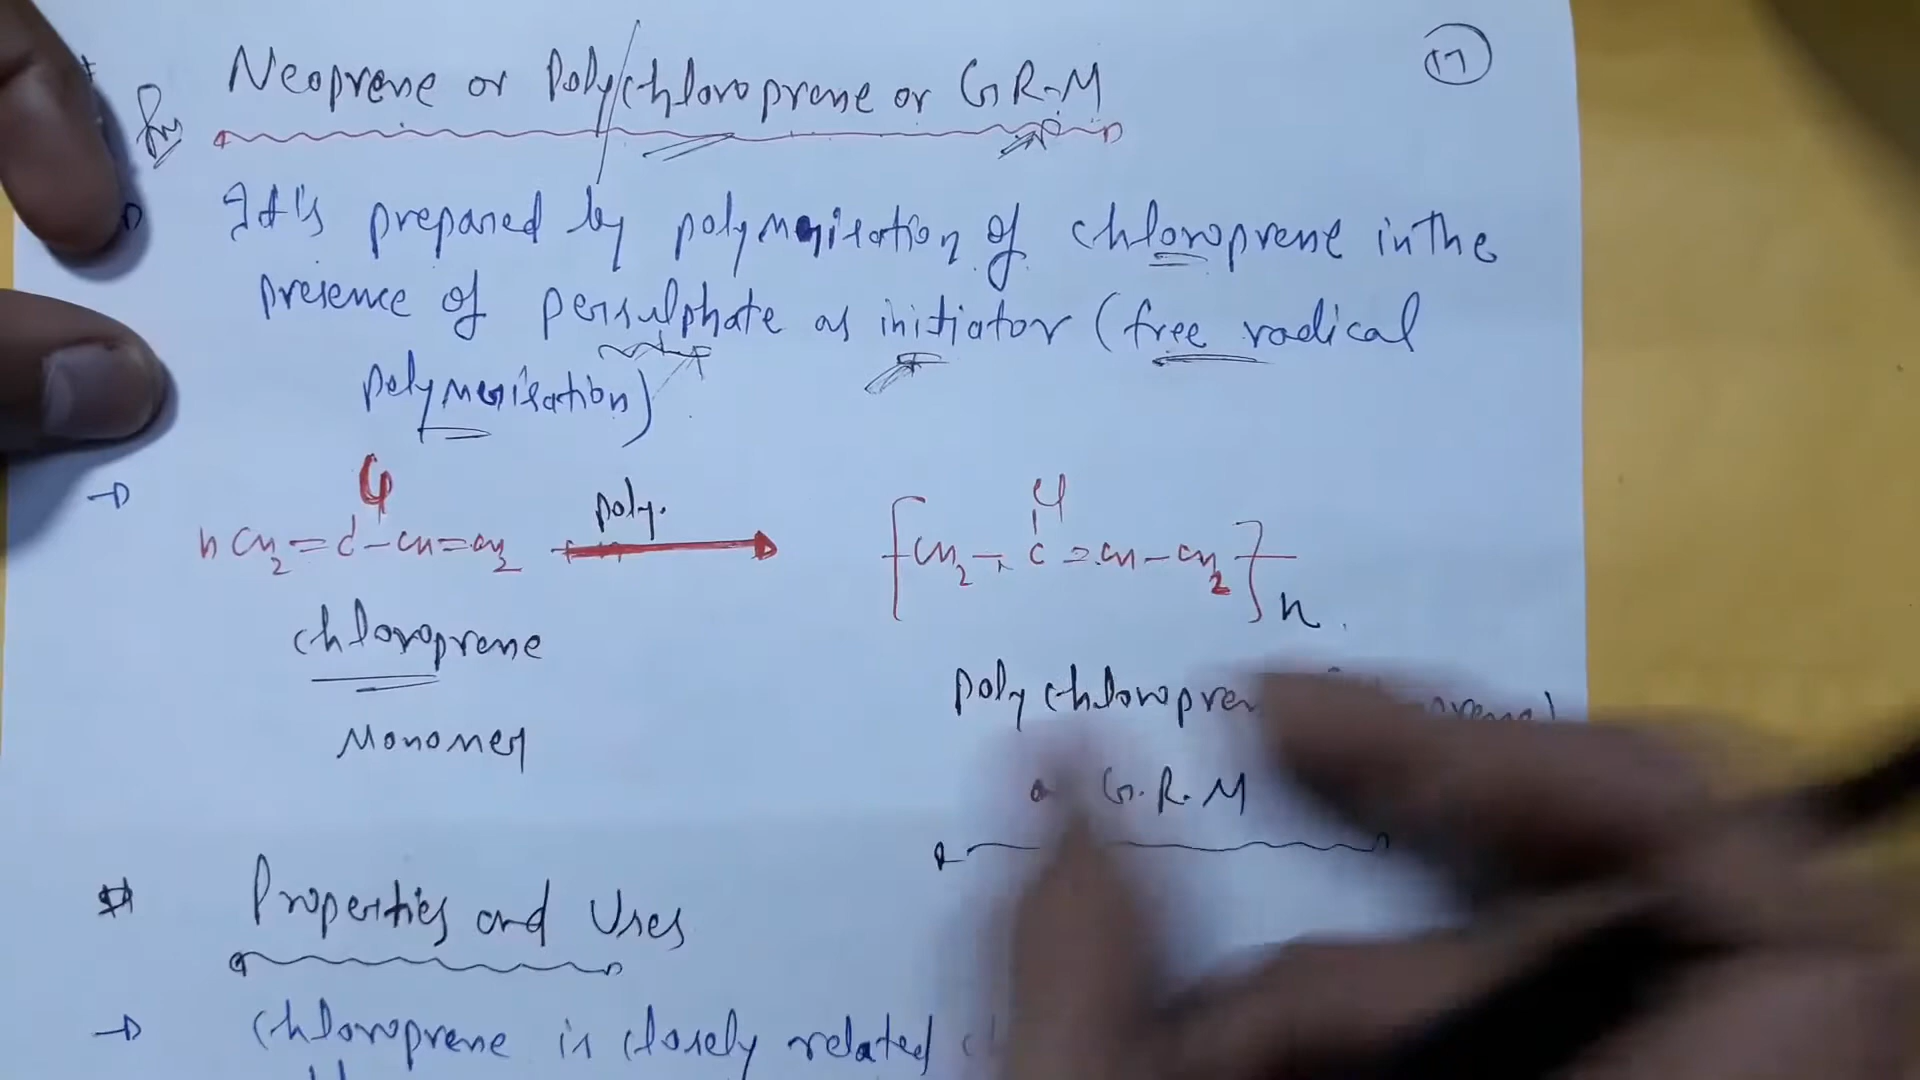 17
Neoprene or Polychloroprene or GR-M
It's prepared by polymerisation of chloroprene in the
presence of persulphate as initiator (free radical
polymerisation)
Cl
poly.
Cl
n CH2=C-CH=CH2
[CH2-C=CH-CH2]n
chloroprene
Monomer
polychloropren
G.R.M
Properties and Uses
chloroprene is closely related